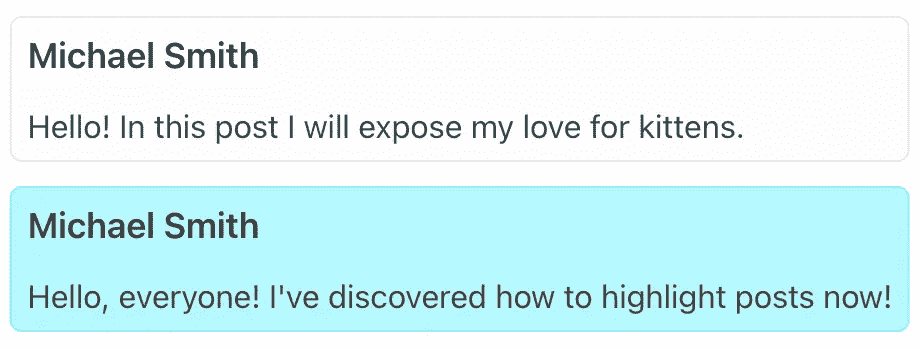 Michael Smith
Hello! In this post I will expose my love for kittens.
Michael Smith
Hello, everyone! I've discovered how to highlight posts now!